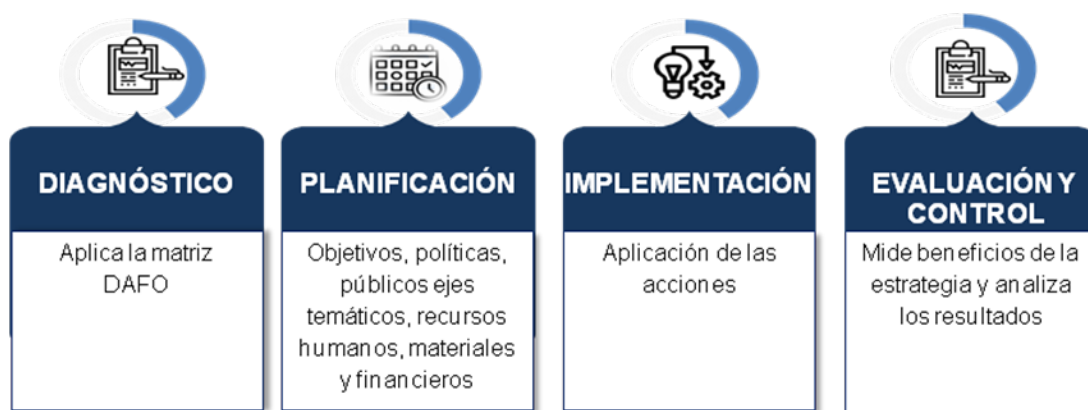 DIAGNÓSTICO
Aplica la matriz
DAFO
PLANIFICACIÓN
Objetivos, políticas,
públicos ejes
temáticos, recursos
humanos, materiales
y financieros
IMPLEMENTACIÓN
Aplicación de las
acciones
EVALUACIÓN Y
CONTROL
Mide beneficios de la
estrategia y analiza
los resultados